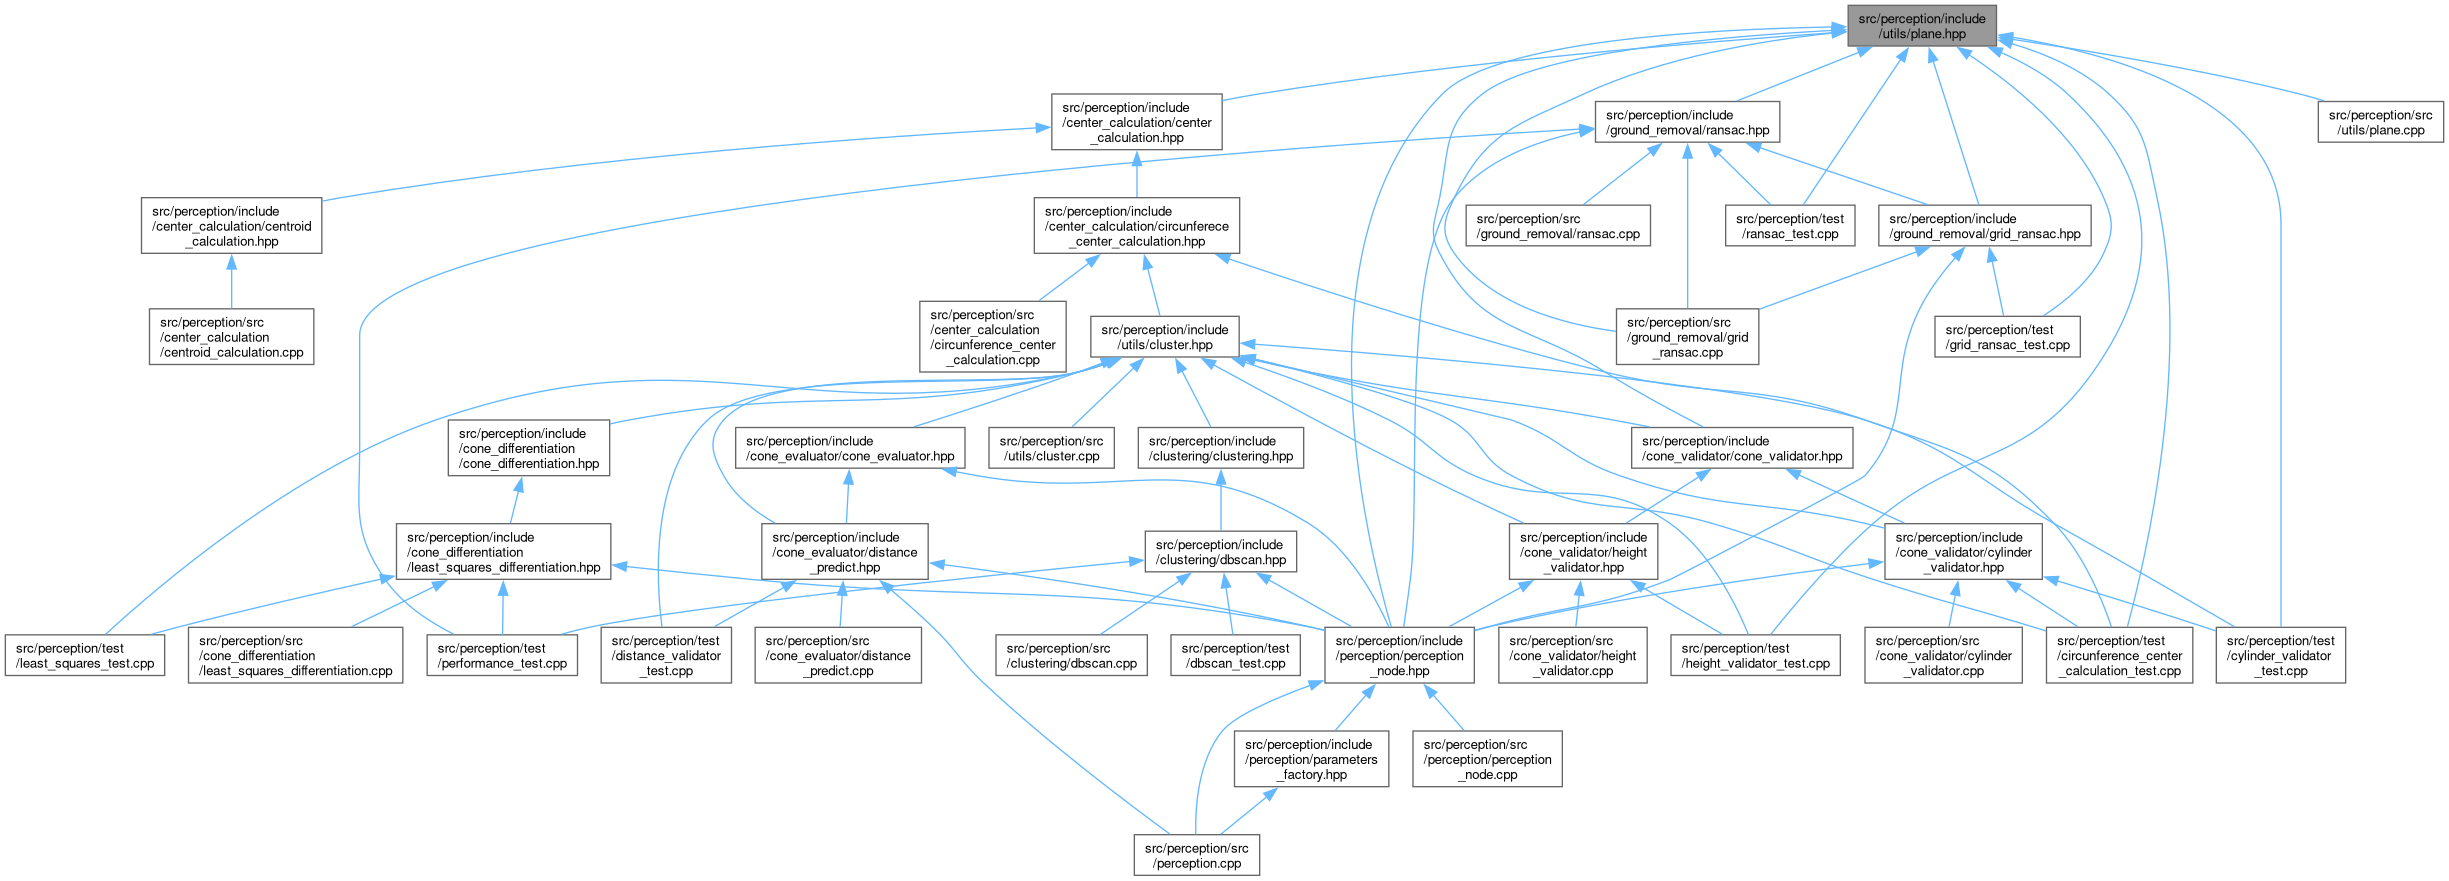 src/perception/include
/utils/plane.hpp
src/perception/include
/center_calculation/center
_calculation.hpp
src/perception/include
/ground_removal/ransac.hpp
src/perception/src
/utils/plane.cpp
src/perception/include
/center_calculation/centroid
_calculation.hpp
src/perception/include
/center_calculation/circunferece
_center_calculation.hpp
src/perception/src
/ground_removal/ransac.cpp
src/perception/test
/ransac_test.cpp
src/perception/include
/ground_removal/grid_ransac.hpp
src/perception/src
/center_calculation
/centroid_calculation.cpp
src/perception/src
/center_calculation
/circunference_center
_calculation.cpp
src/perception/include
/utils/cluster.hpp
src/perception/src
/ground_removal/grid
_ransac.cpp
src/perception/test
/grid_ransac_test.cpp
src/perception/include
/cone_differentiation
/cone_differentiation.hpp
src/perception/include
/cone_evaluator/cone_evaluator.hpp
src/perception/src
/utils/cluster.cpp
src/perception/include
/clustering/clustering.hpp
src/perception/include
/cone_validator/cone_validator.hpp
src/perception/include
/cone_differentiation
/least_squares_differentiation.hpp
src/perception/include
/cone_evaluator/distance
_predict.hpp
src/perception/include
/clustering/dbscan.hpp
src/perception/include
/cone_validator/height
_validator.hpp
src/perception/include
/cone_validator/cylinder
_validator.hpp
src/perception/test
/least_squares_test.cpp
src/perception/src
/cone_differentiation
/least_squares_differentiation.cpp
src/perception/test
/performance_test.cpp
src/perception/test
/distance_validator
_test.cpp
src/perception/src
/cone_evaluator/distance
_predict.cpp
src/perception/src
/clustering/dbscan.cpp
src/perception/test
/dbscan_test.cpp
src/perception/include
/perception/perception
_node.hpp
src/perception/src
/cone_validator/height
_validator.cpp
src/perception/test
/height_validator_test.cpp
src/perception/src
/cone_validator/cylinder
_validator.cpp
src/perception/test
/circunference_center
_calculation_test.cpp
src/perception/test
/cylinder_validator
_test.cpp
src/perception/include
/perception/parameters
_factory.hpp
src/perception/src
/perception/perception
_node.cpp
src/perception/src
/perception.cpp